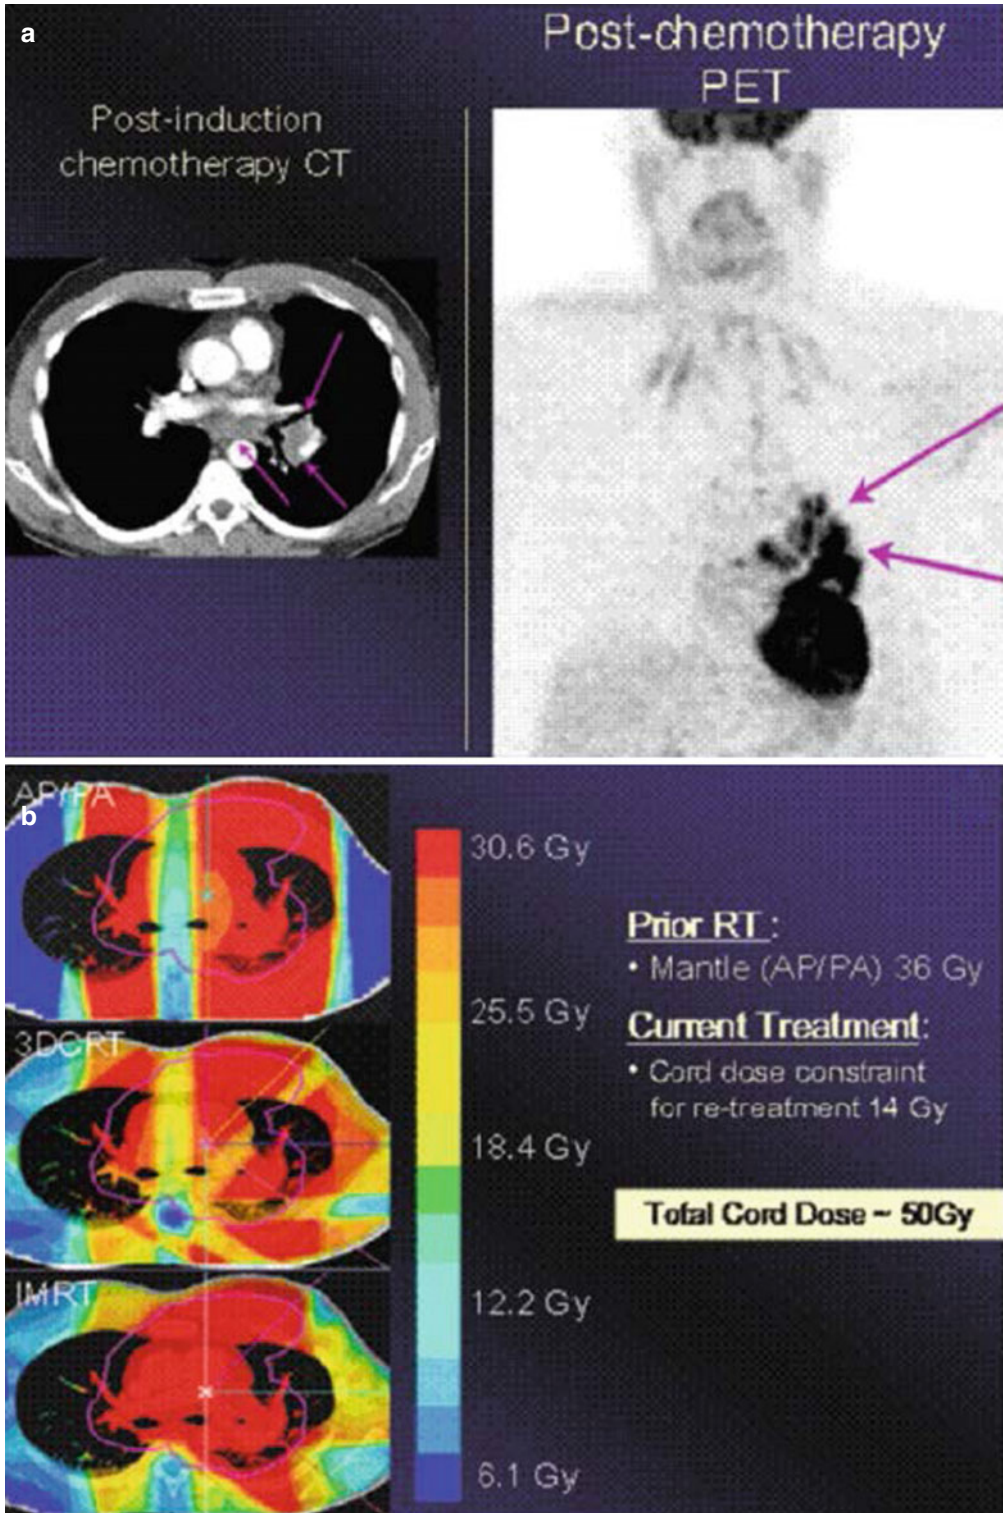 a
Post-induction
chemotherapy CT
Post-chemotherapy
PET
b
AP/PA
3DCRT
IMRT
30.6 Gy
25.5 Gy
18.4 Gy
12.2 Gy
6.1 Gy
Prior RT :
• Mantle (AP/PA) 36 Gy
Current Treatment:
• Cord dose constraint
for re-treatment 14 Gy
Total Cord Dose ~ 50Gy